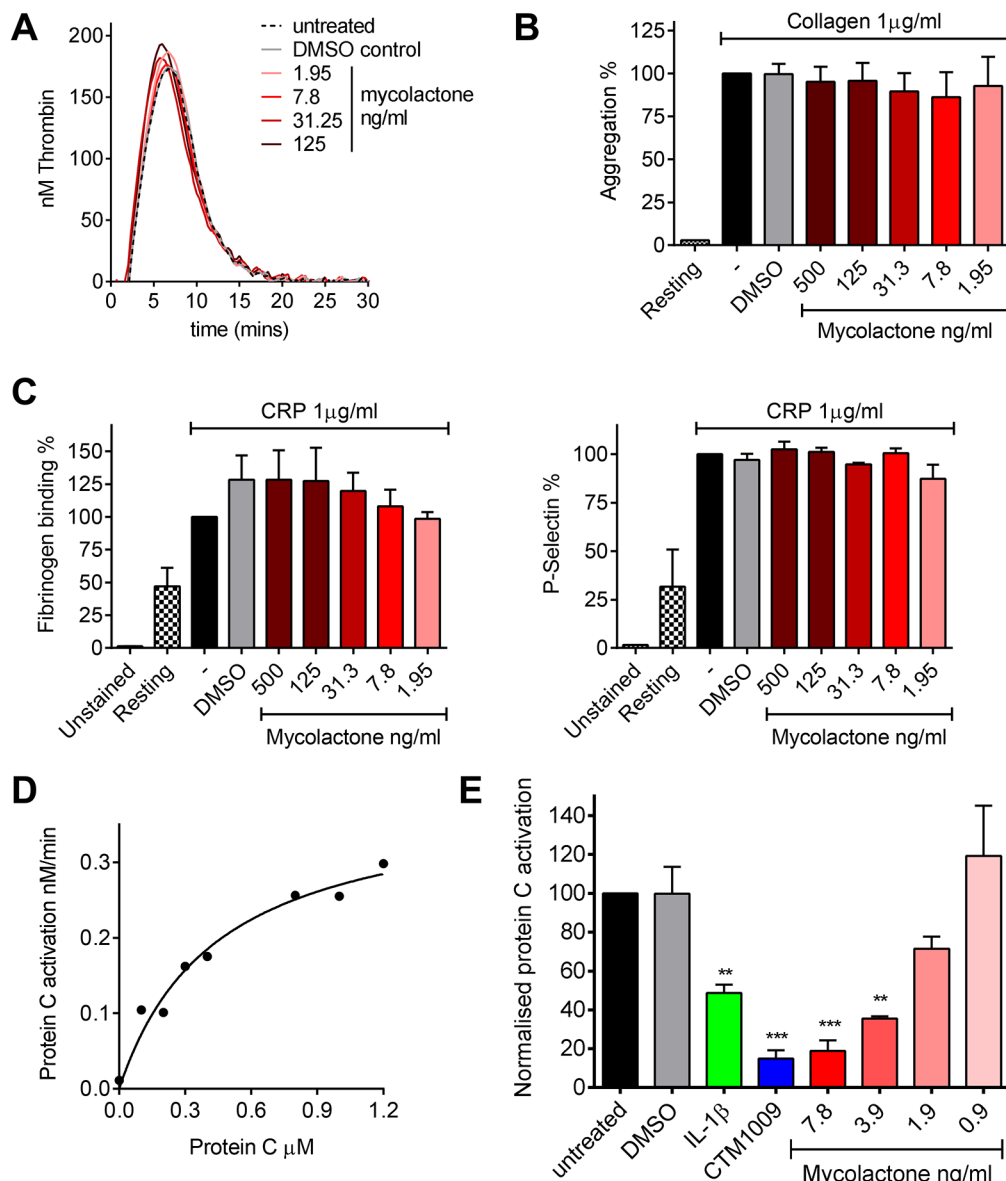 A
200
150
100
50
0
nM Thrombin
0 5 10 15 20 25 30
time (mins)
untreated
DMSO control
1.95
7.8
31.25
125
mycolactone
ng/ml
B
Collagen 1μg/ml
125
100
75
50
25
0
Aggregation %
Resting
-
DMSO
500
125
31.3
7.8
1.95
Mycolactone ng/ml
C
CRP 1μg/ml
150
125
100
75
50
25
0
Fibrinogen binding %
Unstained
Resting
-
DMSO
500
125
31.3
7.8
1.95
Mycolactone ng/ml
CRP 1μg/ml
100
75
50
25
0
P-Selectin %
Unstained
Resting
-
DMSO
500
125
31.3
7.8
1.95
Mycolactone ng/ml
D
0.3
0.2
0.1
0.0
Protein C activation nM/min
0.0 0.3 0.6 0.9 1.2
Protein C μM
E
140
120
100
80
60
40
20
0
Normalised protein C activation
**
***
***
**
untreated
DMSO
IL-1β
CTM1009
7.8
3.9
1.9
0.9
Mycolactone ng/ml